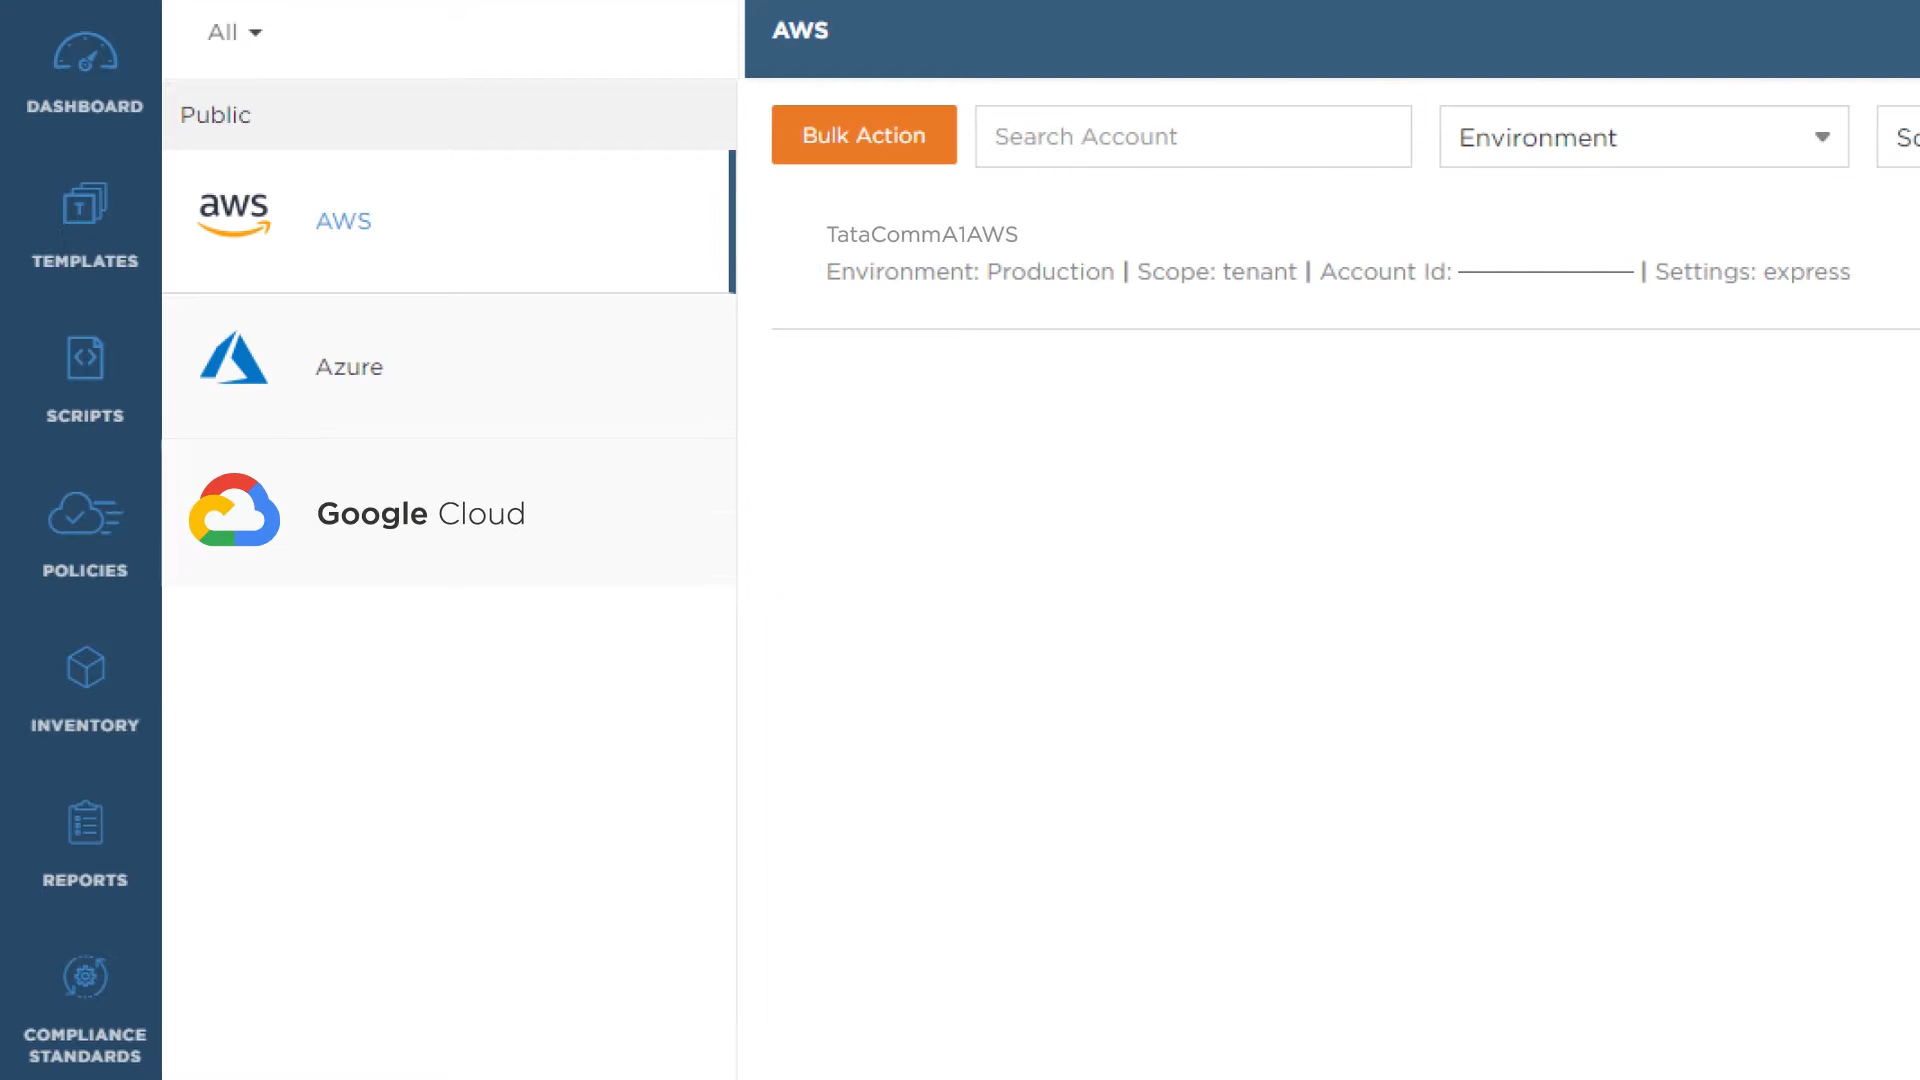 DASHBOARD
TEMPLATES
T
SCRIPTS
POLICIES
INVENTORY
REPORTS
COMPLIANCE
STANDARDS
All
Public
aws
AWS
Azure
Google Cloud
AWS
Bulk Action
Search Account
Environment
TataCommA1AWS
Environment: Production | Scope: tenant | Account Id: | Settings: express